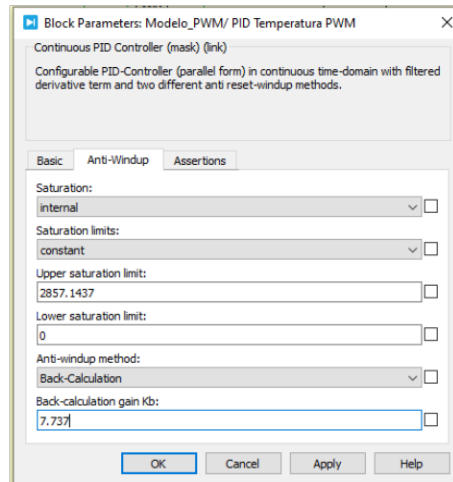 Block Parameters: Modelo_PWM/ PID Temperatura PWM
Continuous PID Controller (mask) (link)
Configurable PID-Controller (parallel form) in continuous time-domain with filtered
derivative term and two different anti reset-windup methods.
Basic Anti-Windup Assertions
Saturation:
internal
Saturation limits:
constant
Upper saturation limit:
2857.1437
Lower saturation limit:
0
Anti-windup method:
Back-Calculation
Back-calculation gain Kb:
7.737
OK Cancel Apply Help